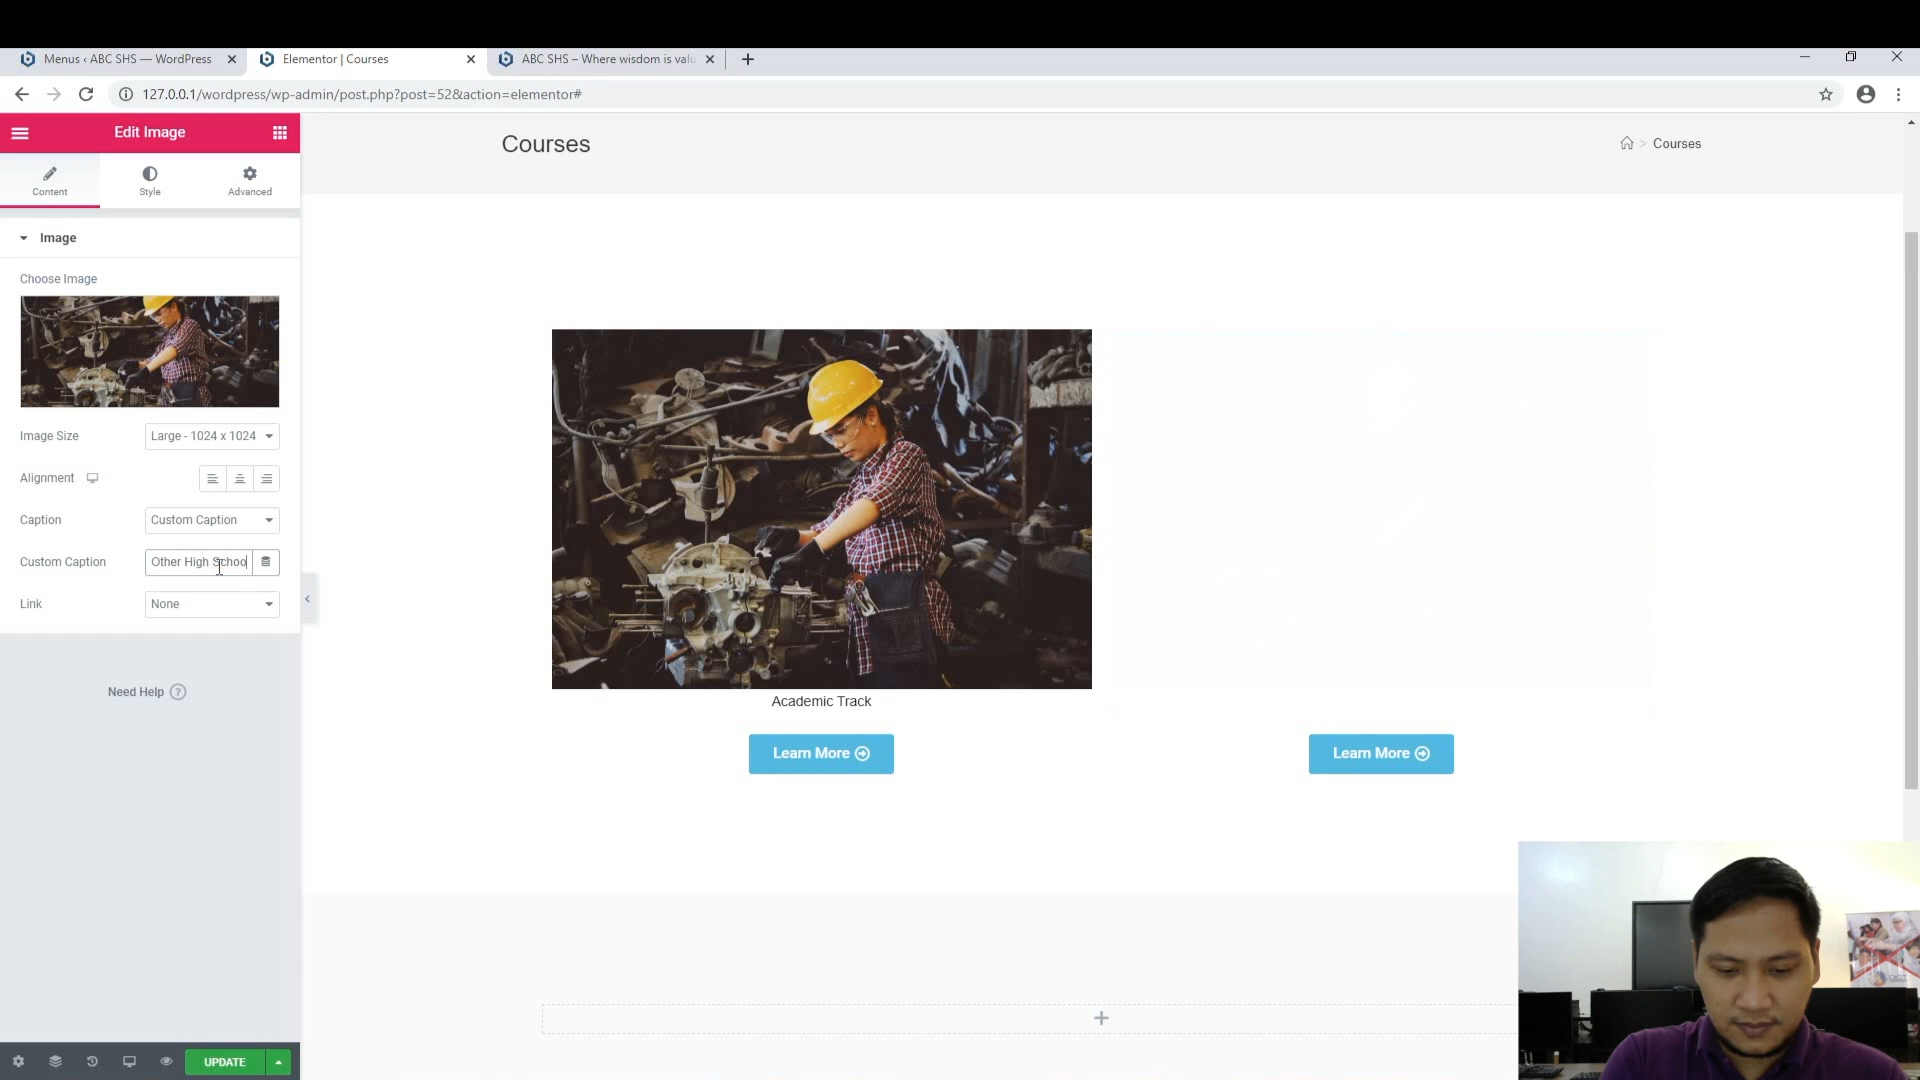 Menus ‹ ABC SHS — WordPress
Elementor | Courses
ABC SHS – Where wisdom is valu
127.0.0.1/wordpress/wp-admin/post.php?post=52&action=elementor#
Edit Image
Content
Style
Advanced
Image
Choose Image
Image Size
Large - 1024 x 1024
Alignment
Caption
Custom Caption
Custom Caption
Other High Schoo
Link
None
Need Help ?
UPDATE
Courses
> Courses
Academic Track
Learn More
Learn More